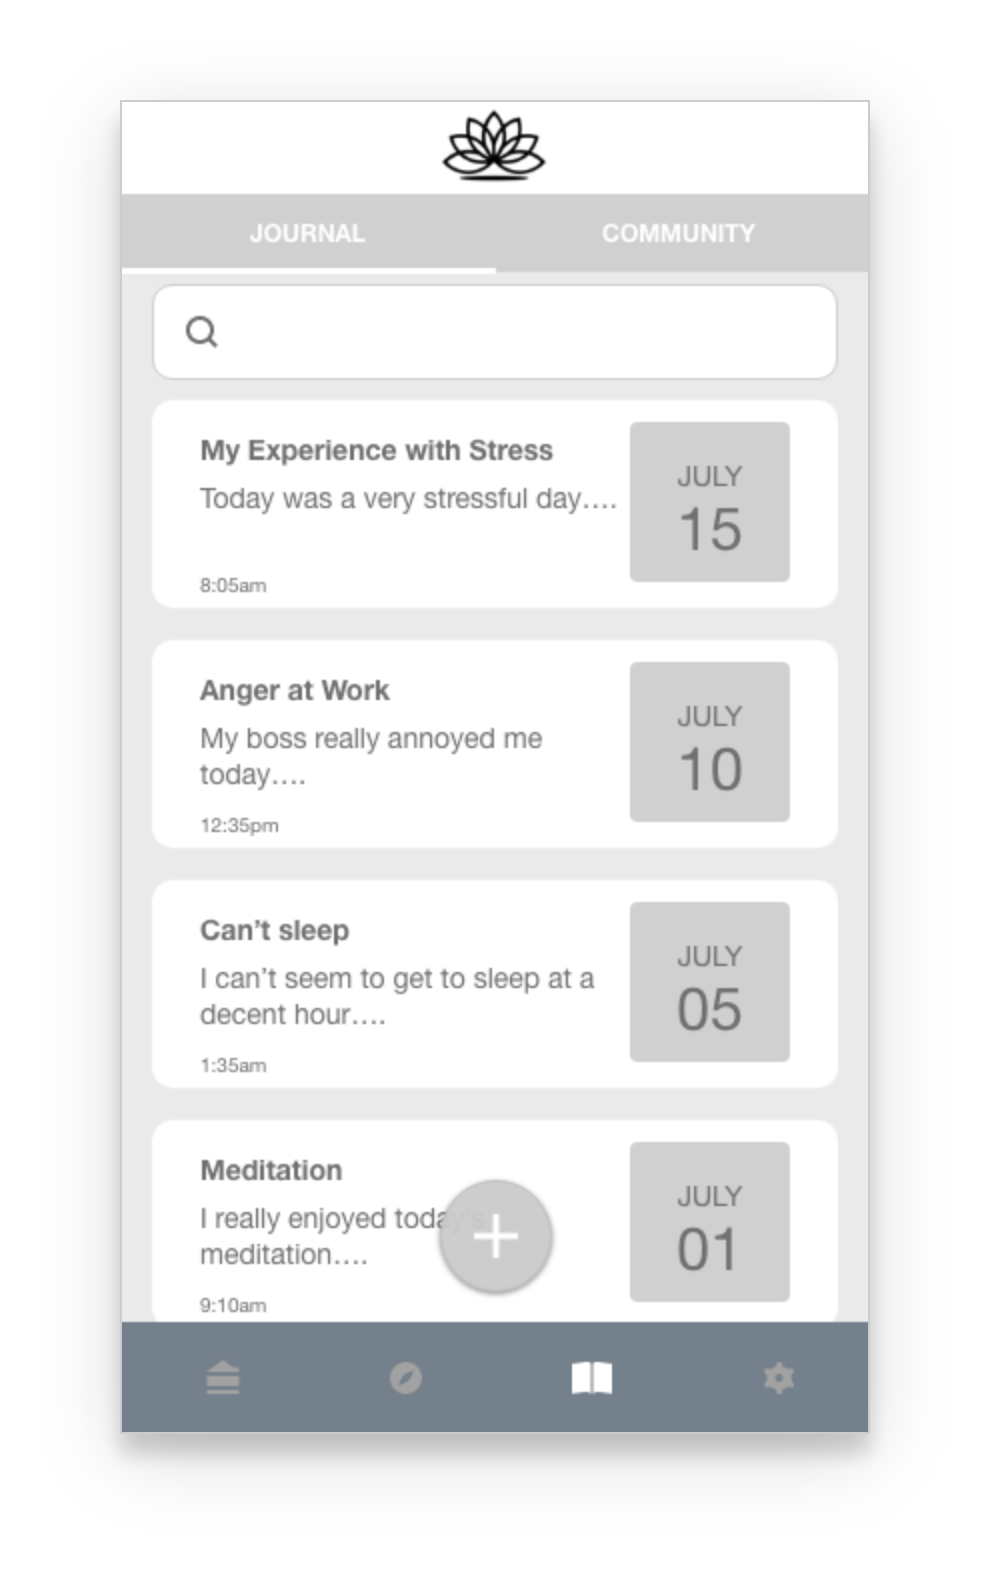 JOURNAL
COMMUNITY
My Experience with Stress
Today was a very stressful day....
8:05am
JULY
15
Anger at Work
My boss really annoyed me
today....
12:35pm
JULY
10
Can’t sleep
I can’t seem to get to sleep at a
decent hour....
1:35am
JULY
05
Meditation
I really enjoyed today’s
meditation....
9:10am
JULY
01